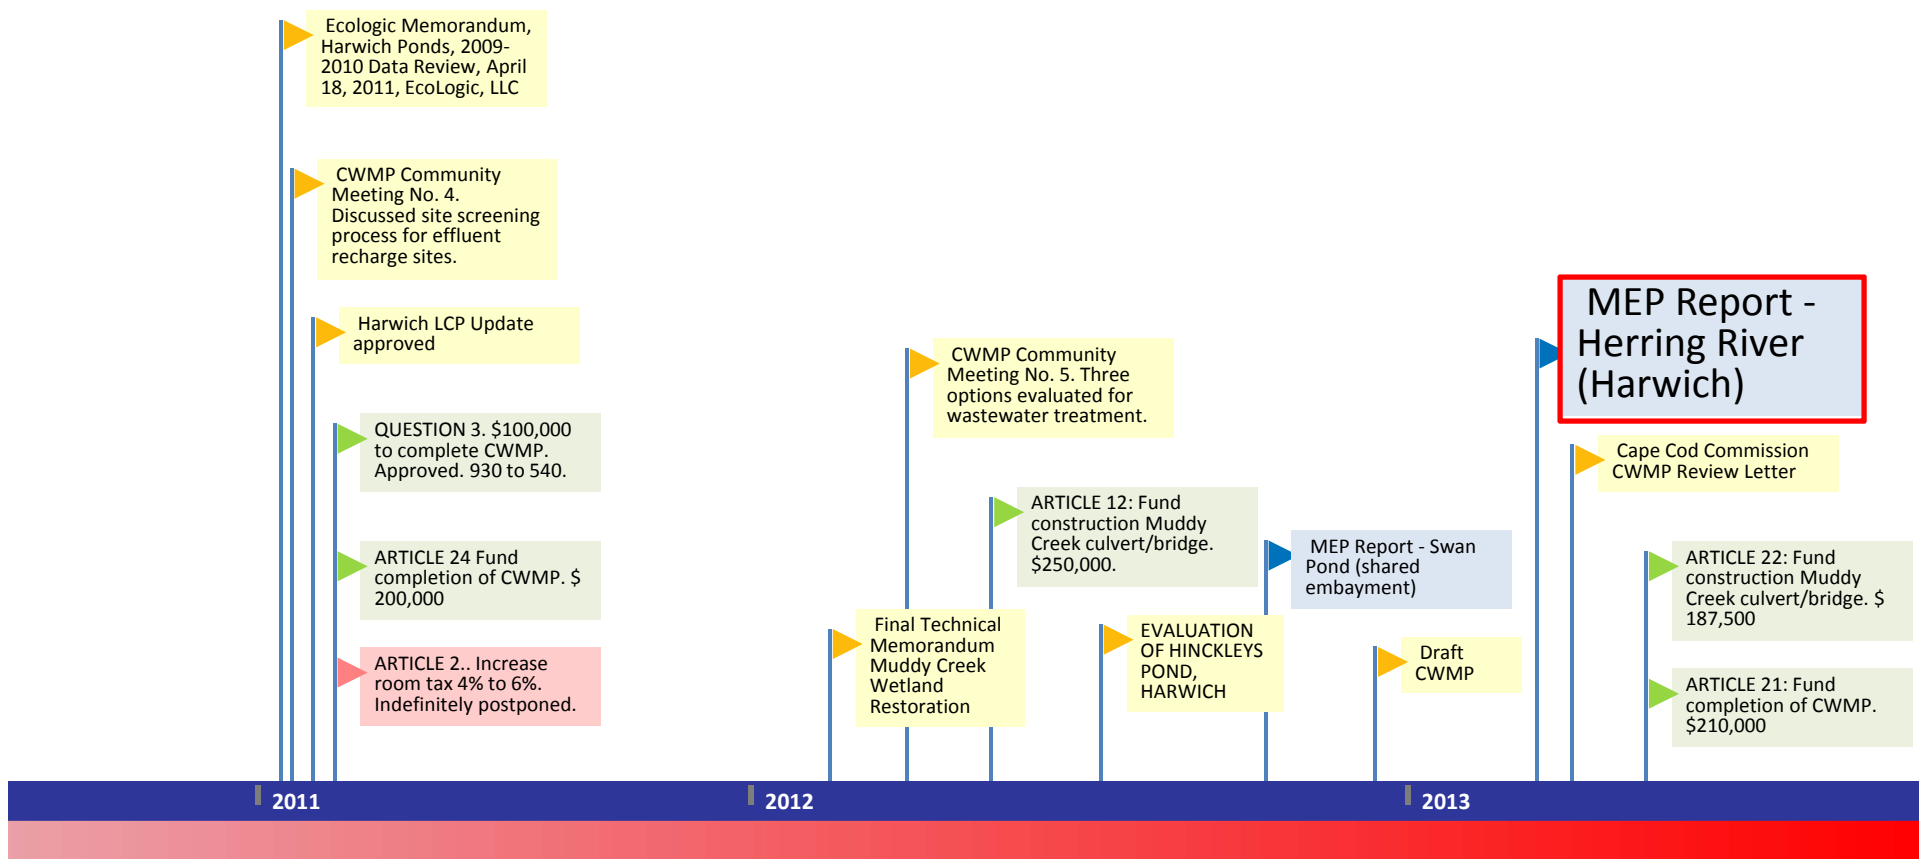 Ecologic Memorandum,
Harwich Ponds, 2009-
2010 Data Review, April
18, 2011, EcoLogic, LLC
CWMP Community
Meeting No. 4.
Discussed site screening
process for effluent
recharge sites.
Harwich LCP Update
approved
QUESTION 3. $100,000
to complete CWMP.
Approved. 930 to 540.
ARTICLE 24 Fund
completion of CWMP. $
200,000
ARTICLE 2.. Increase
room tax 4% to 6%.
Indefinitely postponed.
Final Technical
Memorandum
Muddy Creek
Wetland
Restoration
CWMP Community
Meeting No. 5. Three
options evaluated for
wastewater treatment.
ARTICLE 12: Fund
construction Muddy
Creek culvert/bridge.
$250,000.
EVALUATION
OF HINCKLEYS
POND,
HARWICH
MEP Report - Swan
Pond (shared
embayment)
Draft
CWMP
MEP Report -
Herring River
(Harwich)
Cape Cod Commission
CWMP Review Letter
ARTICLE 22: Fund
construction Muddy
Creek culvert/bridge. $
187,500
ARTICLE 21: Fund
completion of CWMP.
$210,000
2011
2012
2013